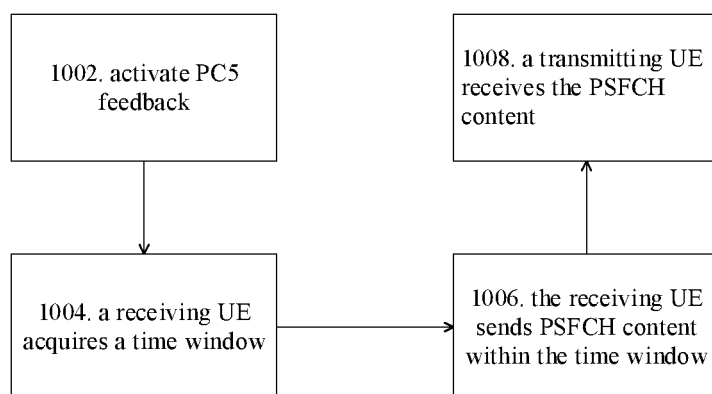 1002. activate PC5
feedback
1004. a receiving UE
acquires a time window
1006. the receiving UE
sends PSFCH content
within the time window
1008. a transmitting UE
receives the PSFCH
content